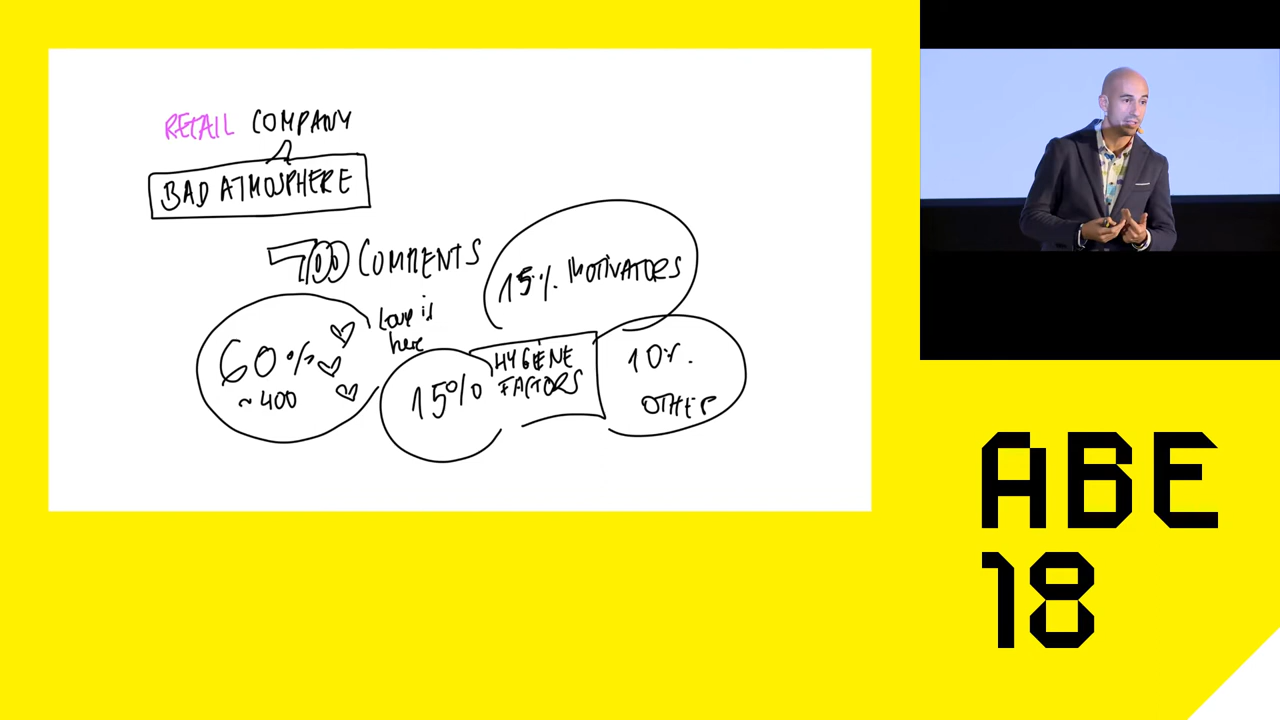 RETAIL COMPANY
BAD ATMOSPHERE
700 COMMENTS
15% MOTIVATORS
60%
~400
Love is
here
15%
HYGIENE
FACTORS
10%
OTHER
ABE
18